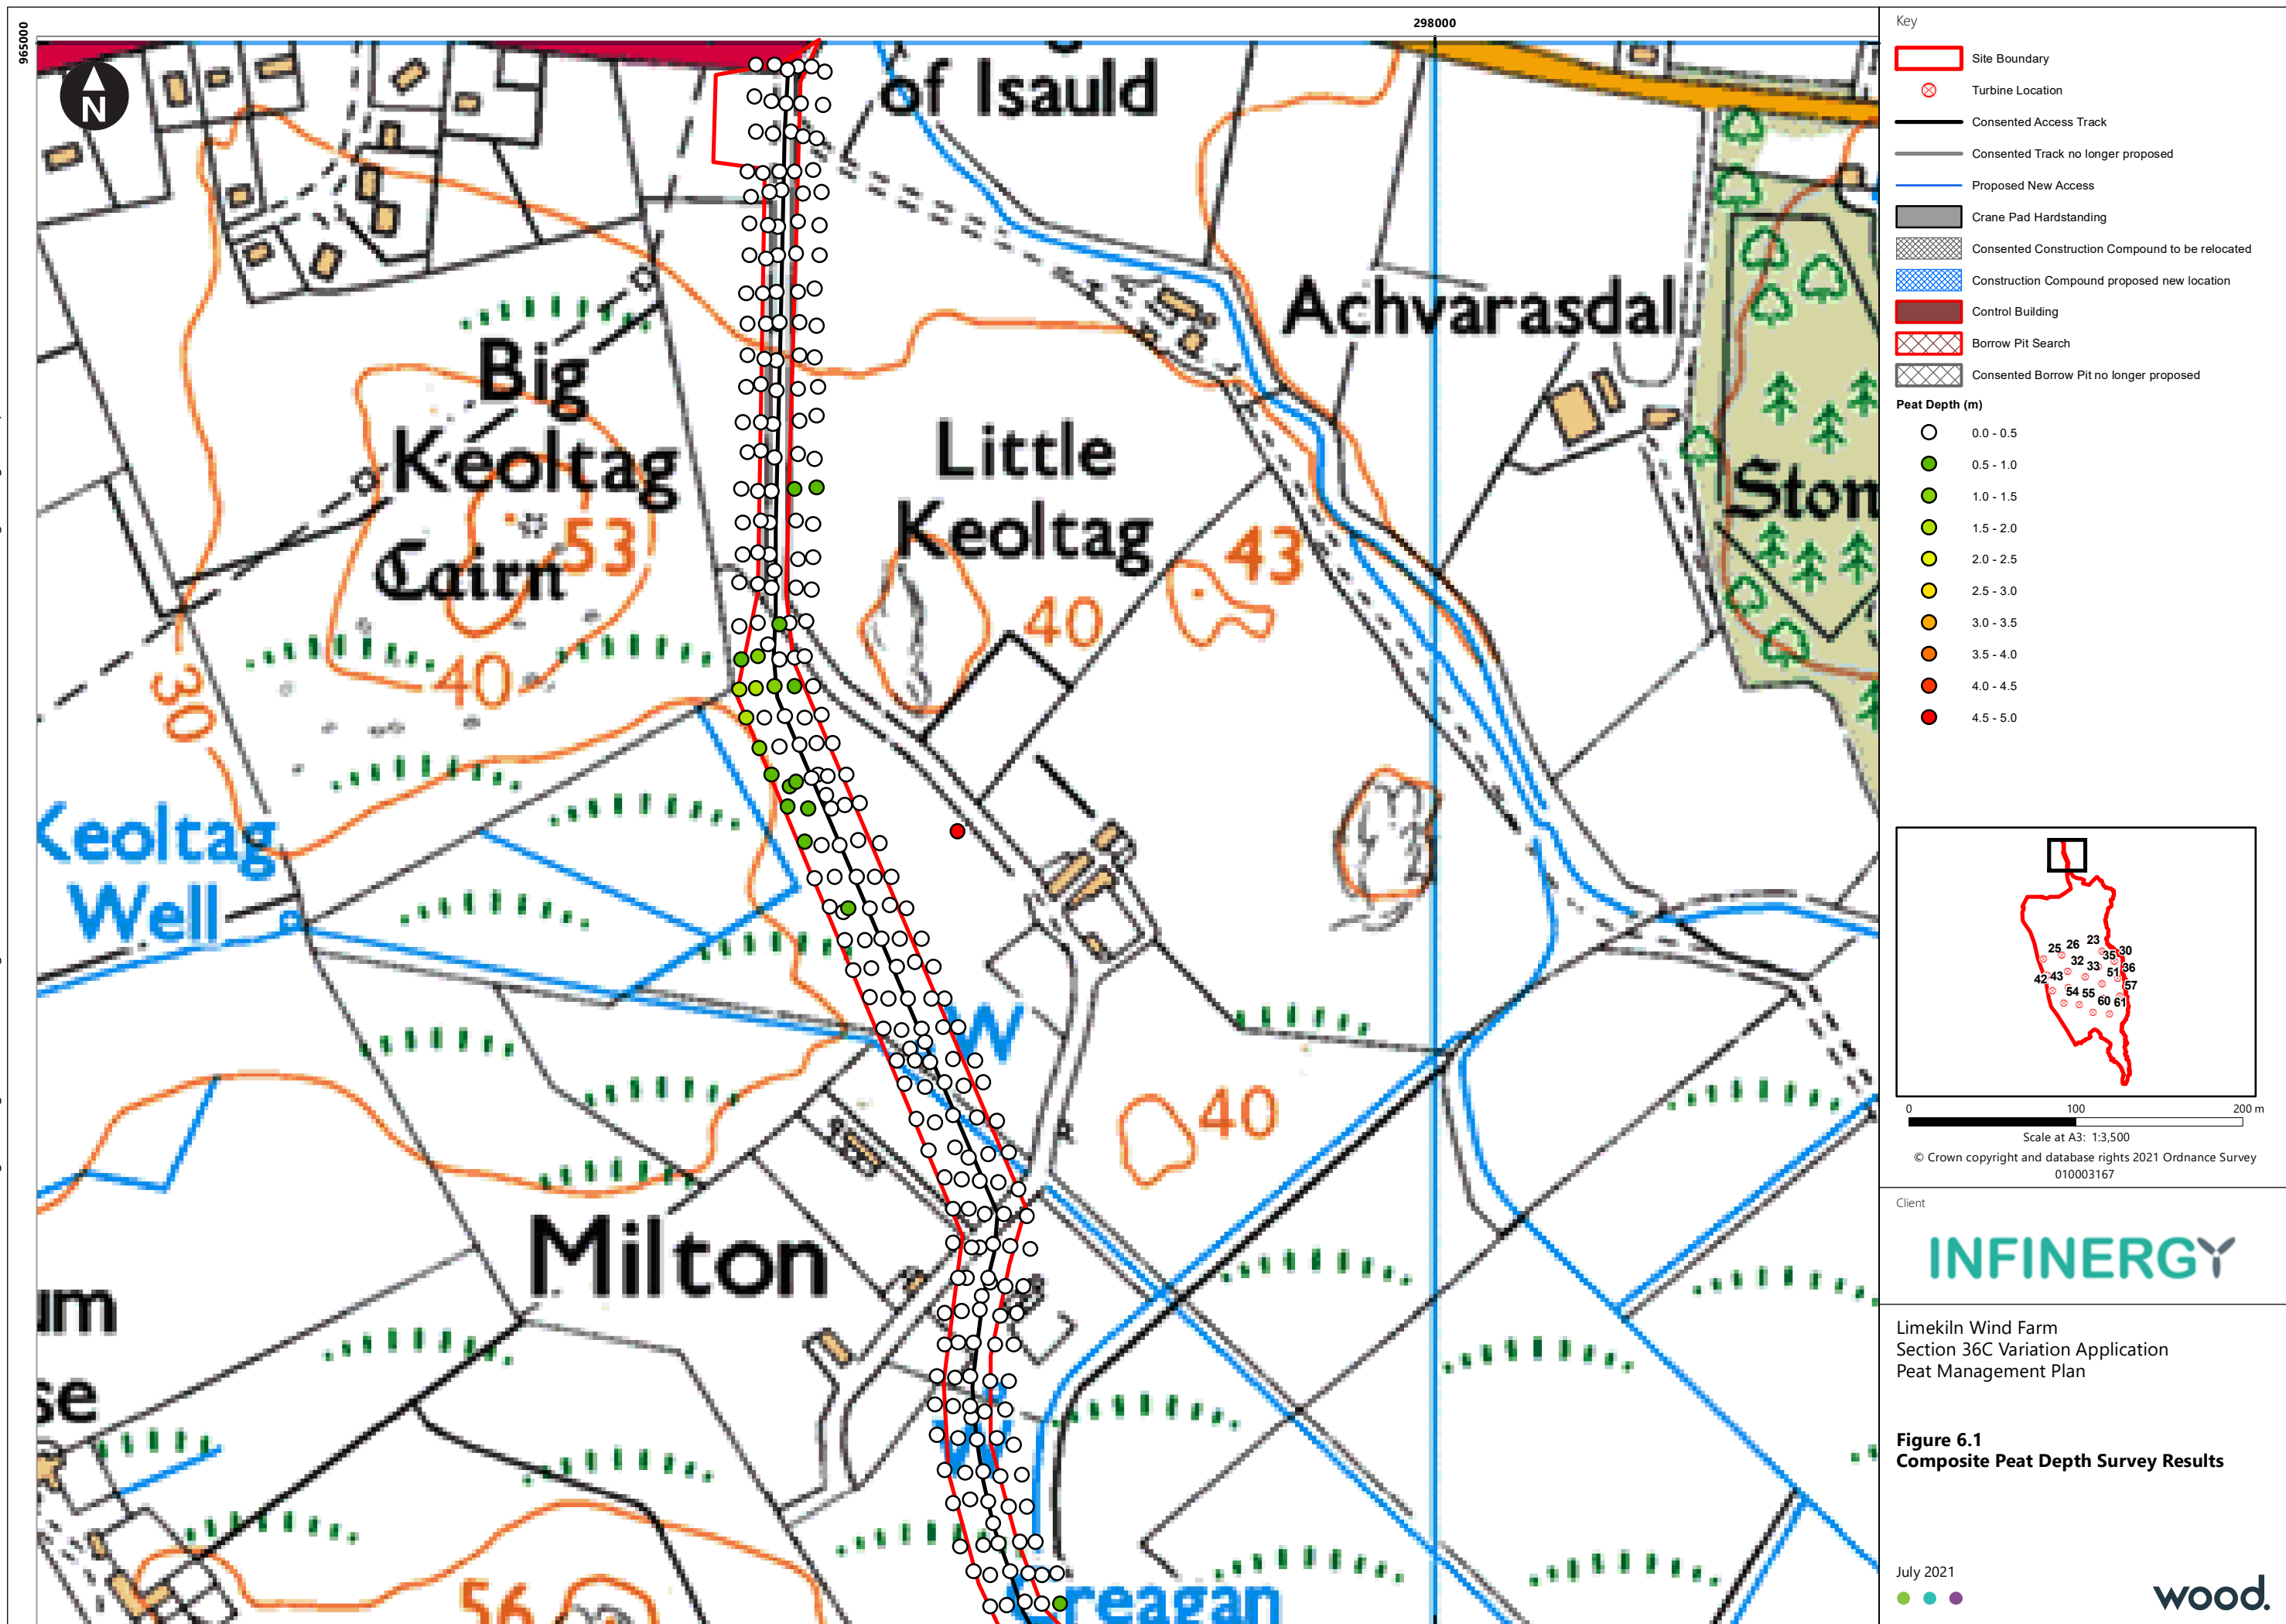 298000
965000
N
of Isauld
Achvarasdal
Big
Keoltag
Cairn
53
Little
Keoltag
43
40
40
30
Keoltag
Well
W
40
Milton
56
reagan
Key
Site Boundary
Turbine Location
Consented Access Track
Consented Track no longer proposed
Proposed New Access
Crane Pad Hardstanding
Consented Construction Compound to be relocated
Construction Compound proposed new location
Control Building
Borrow Pit Search
Consented Borrow Pit no longer proposed
Peat Depth (m)
0.0 - 0.5
0.5 - 1.0
1.0 - 1.5
1.5 - 2.0
2.0 - 2.5
2.5 - 3.0
3.0 - 3.5
3.5 - 4.0
4.0 - 4.5
4.5 - 5.0
25 26 23 30
32 33 35 36
42 43 51 57
54 55 60 61
0 100 200 m
Scale at A3: 1:3,500
© Crown copyright and database rights 2021 Ordnance Survey
010003167
Client
INFINERGY
Limekiln Wind Farm
Section 36C Variation Application
Peat Management Plan
Figure 6.1
Composite Peat Depth Survey Results
July 2021
wood.